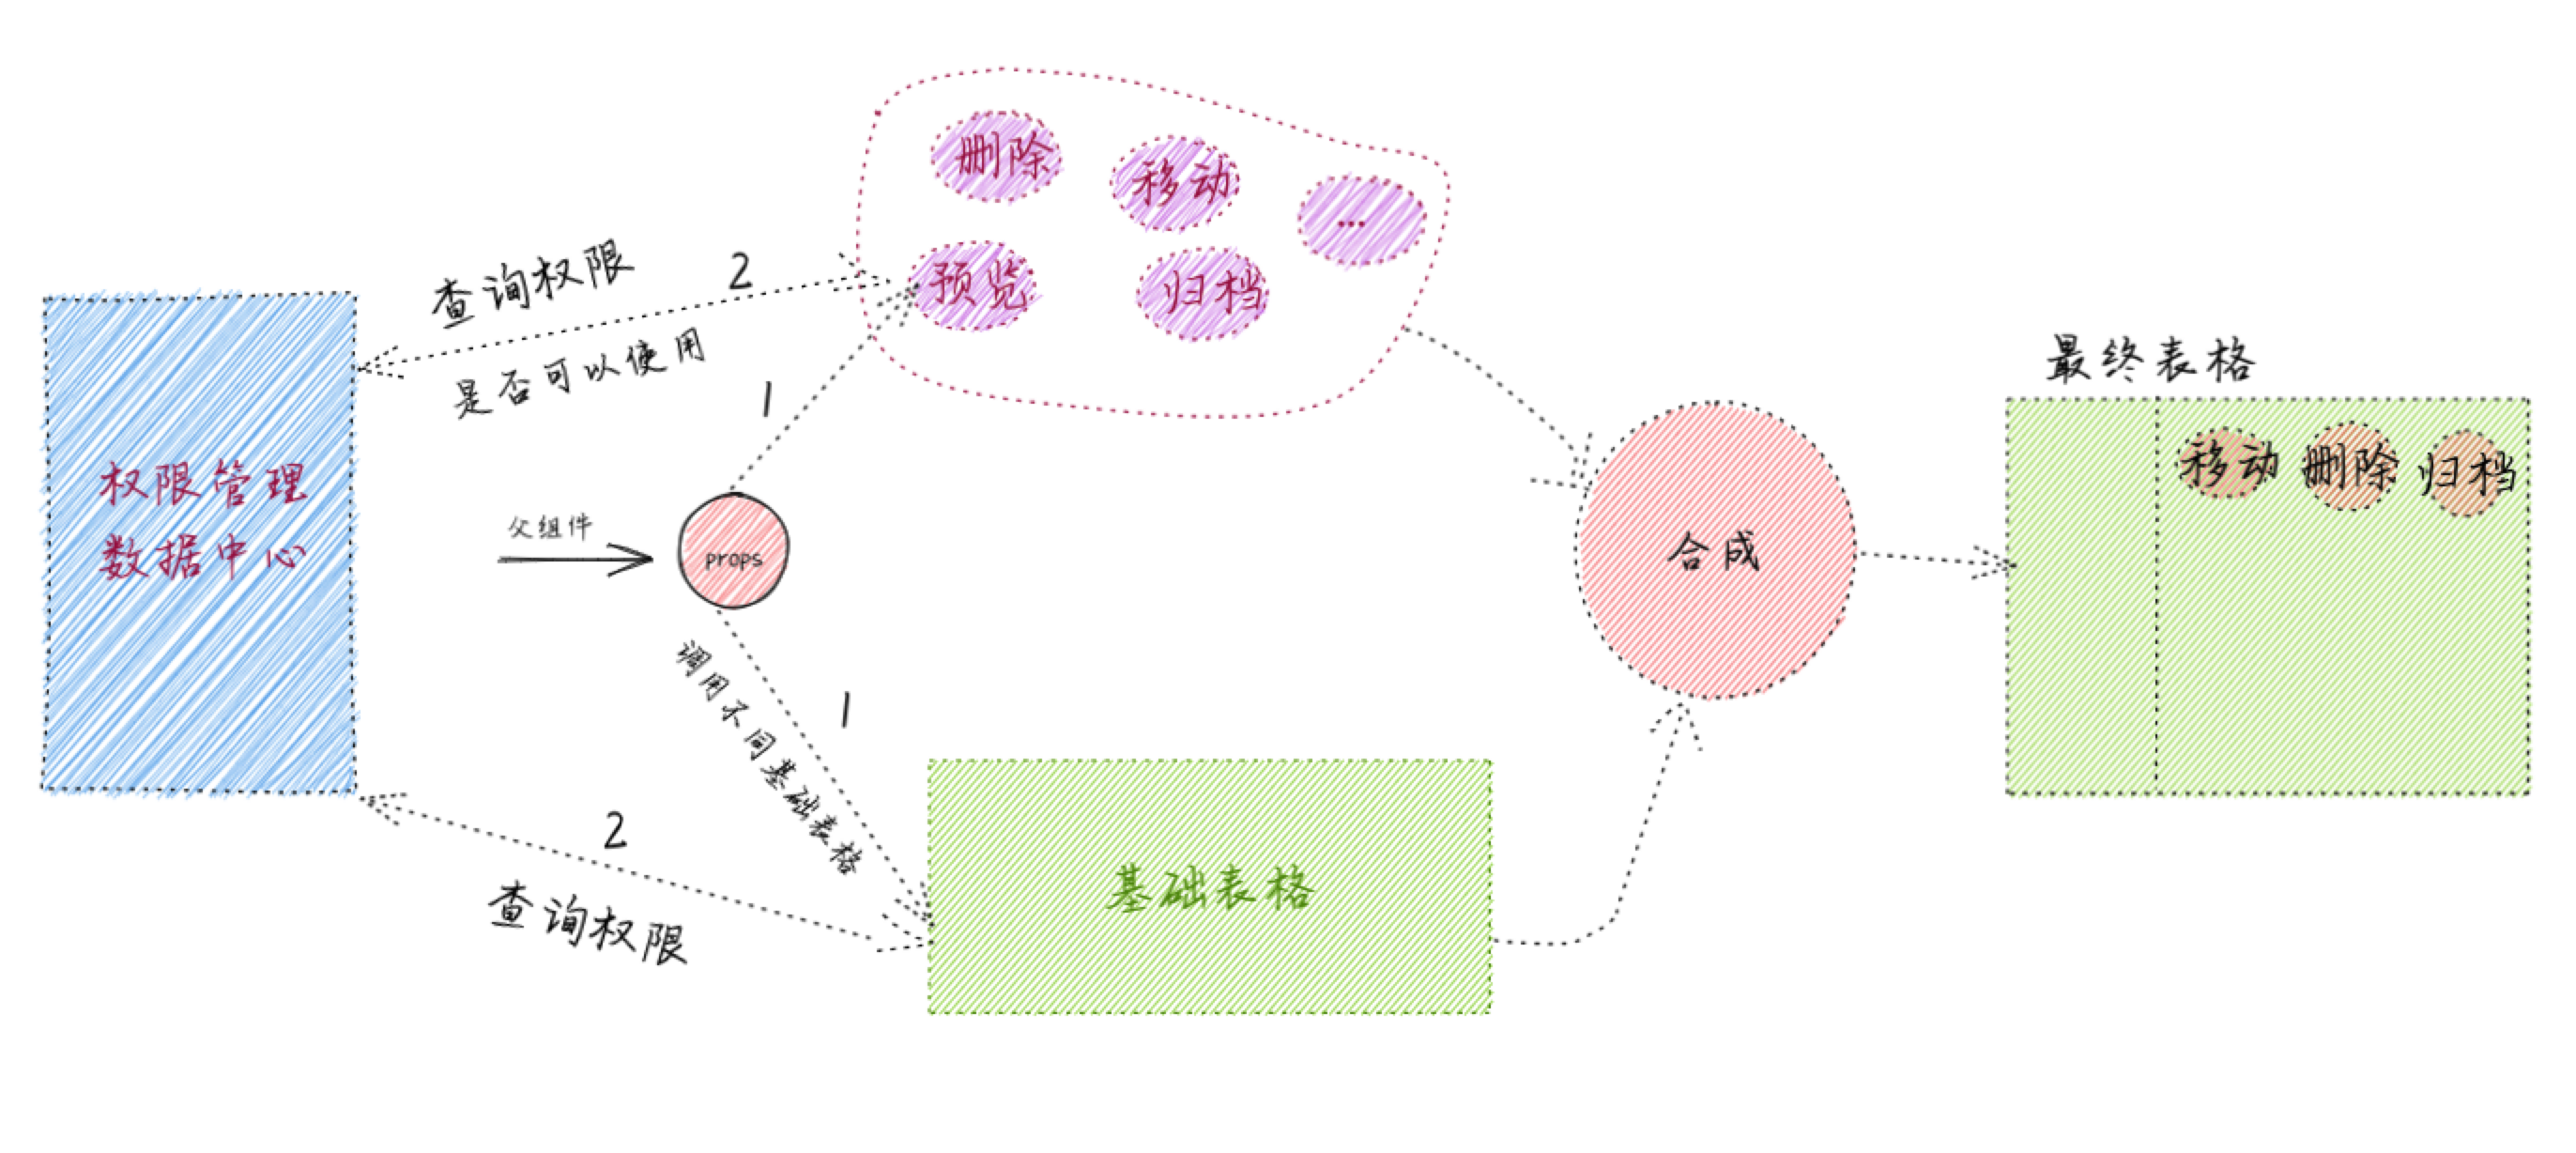 删除
移动
...
预览
归档
查询权限
2
是否可以使用
1
权限管理
数据中心
父组件
props
调用不同基础表格
1
2
查询权限
基础表格
合成
最终表格
移动
删除
归档